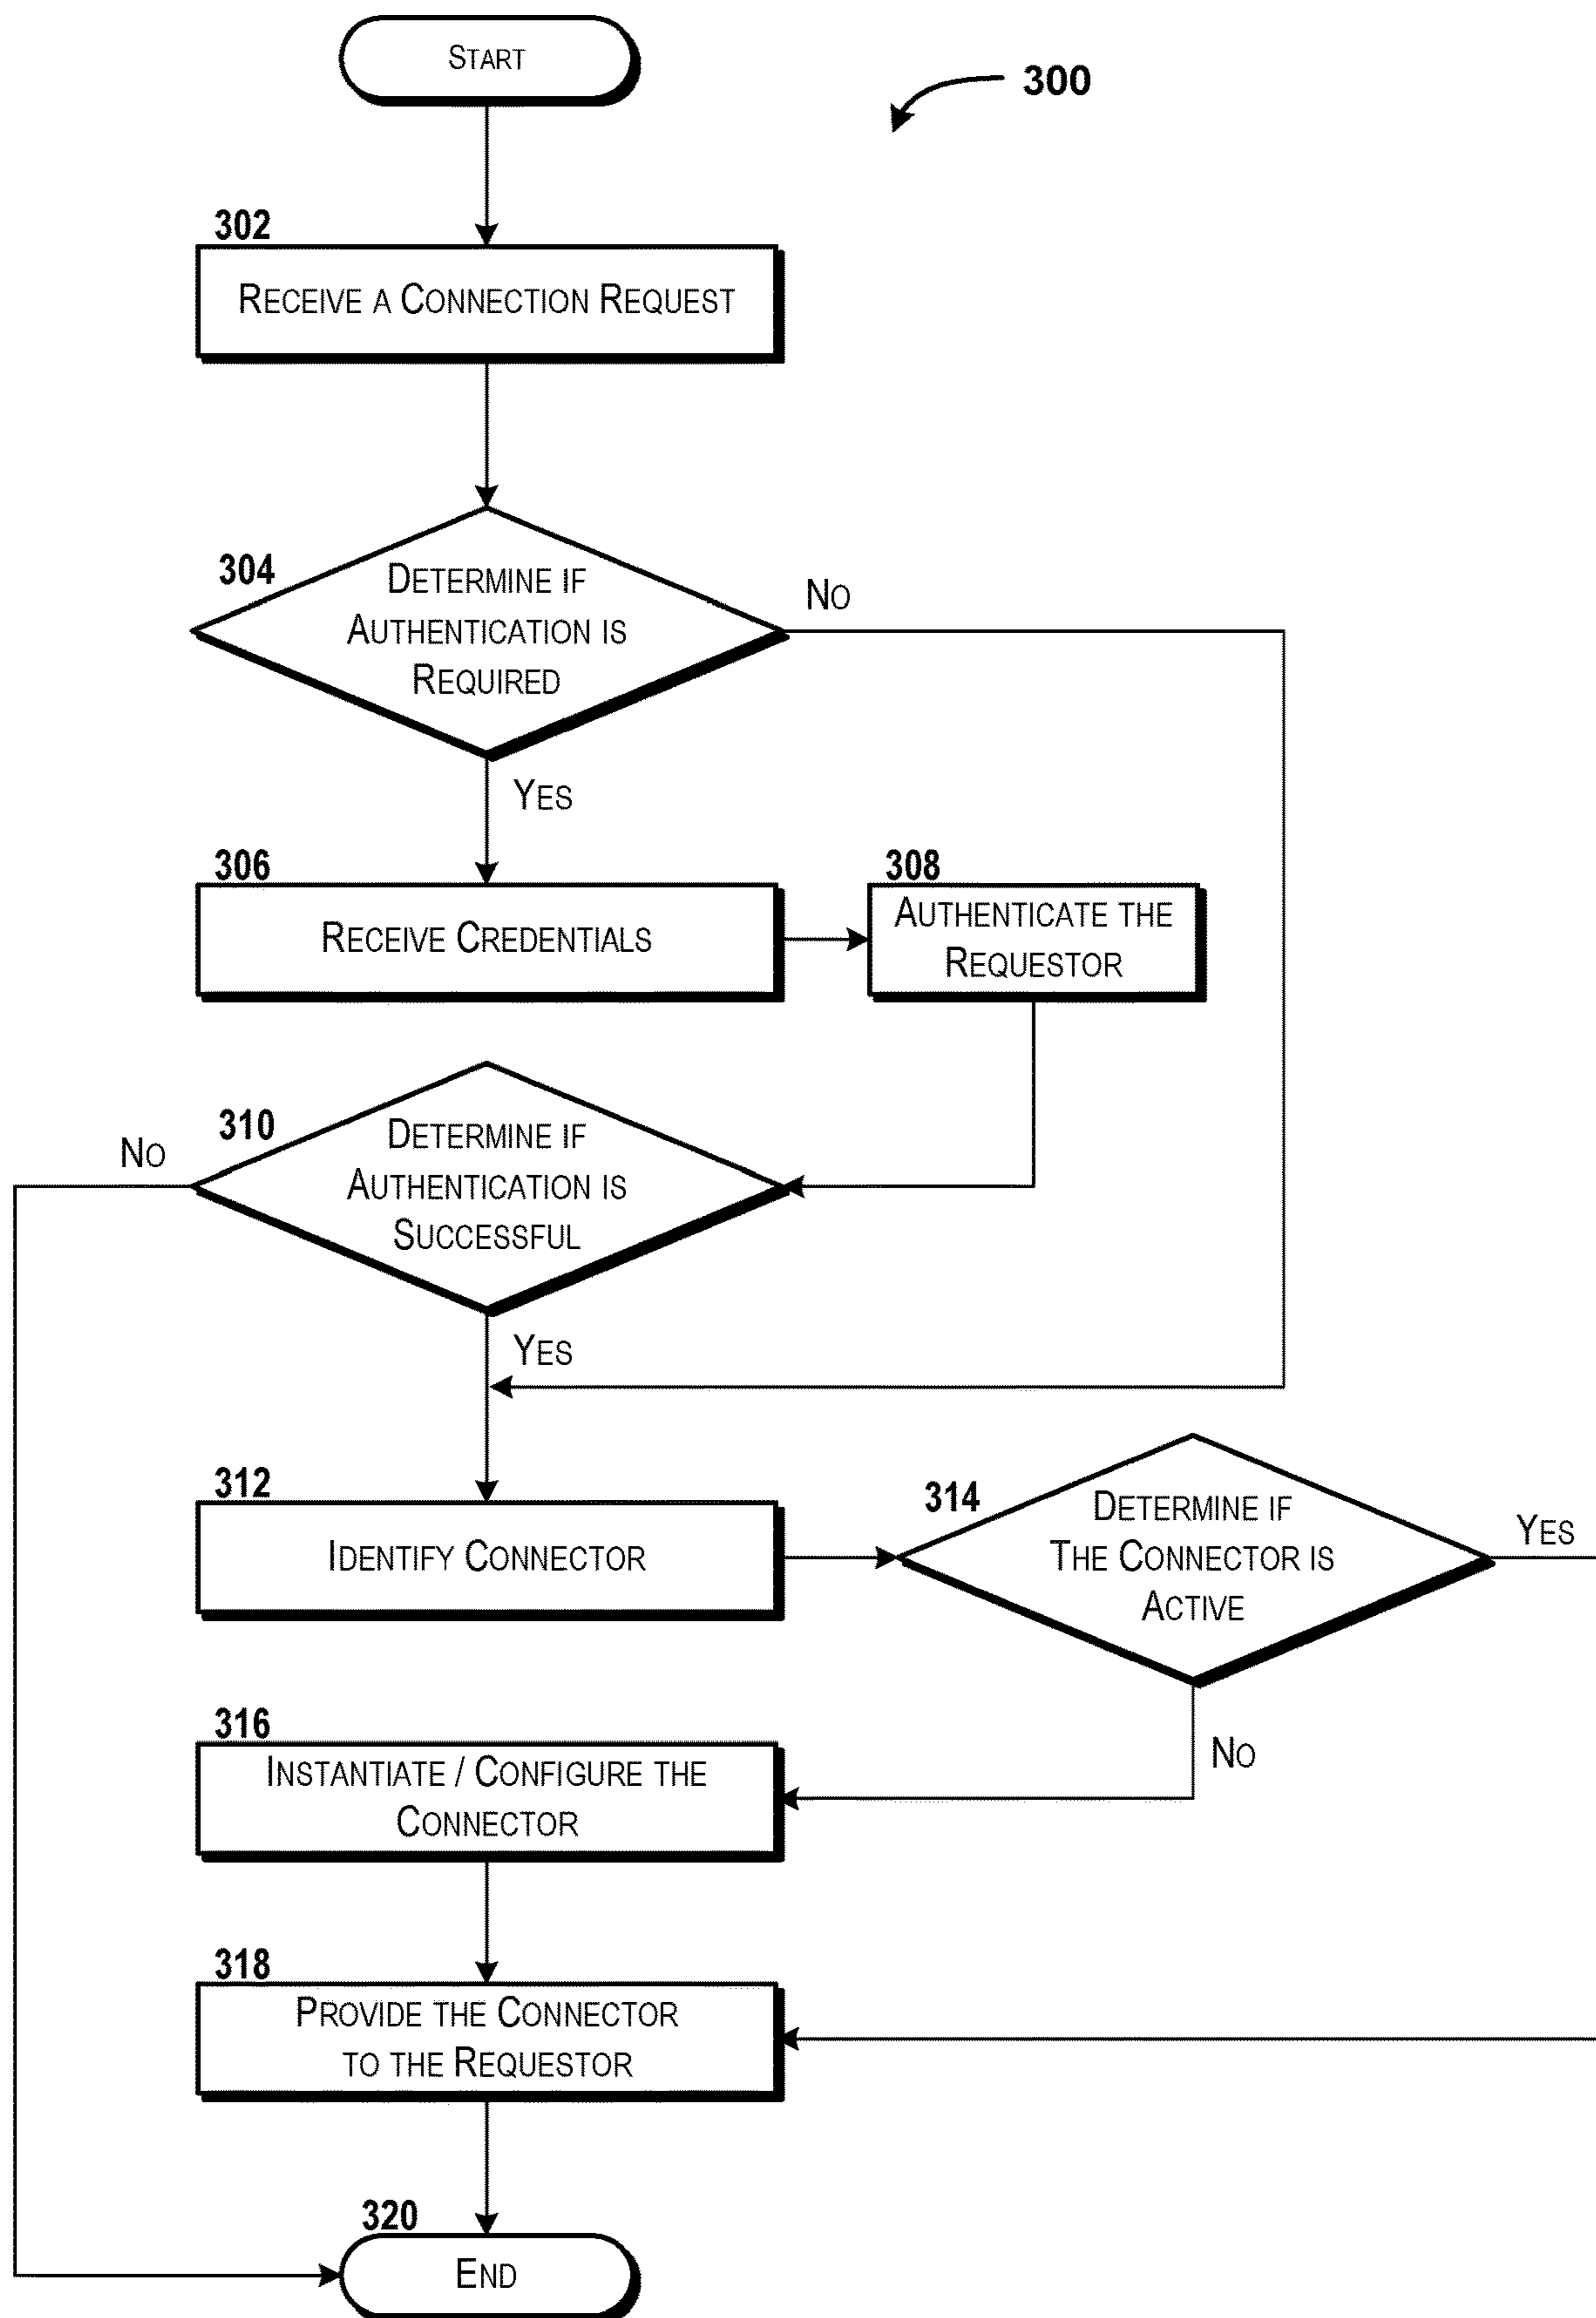 START
300
302
RECEIVE A CONNECTION REQUEST
304
DETERMINE IF
AUTHENTICATION IS
REQUIRED
NO
YES
306
RECEIVE CREDENTIALS
308
AUTHENTICATE THE
REQUESTOR
310
DETERMINE IF
AUTHENTICATION IS
SUCCESSFUL
NO
YES
312
IDENTIFY CONNECTOR
314
DETERMINE IF
THE CONNECTOR IS
ACTIVE
YES
NO
316
INSTANTIATE / CONFIGURE THE
CONNECTOR
318
PROVIDE THE CONNECTOR
TO THE REQUESTOR
320
END